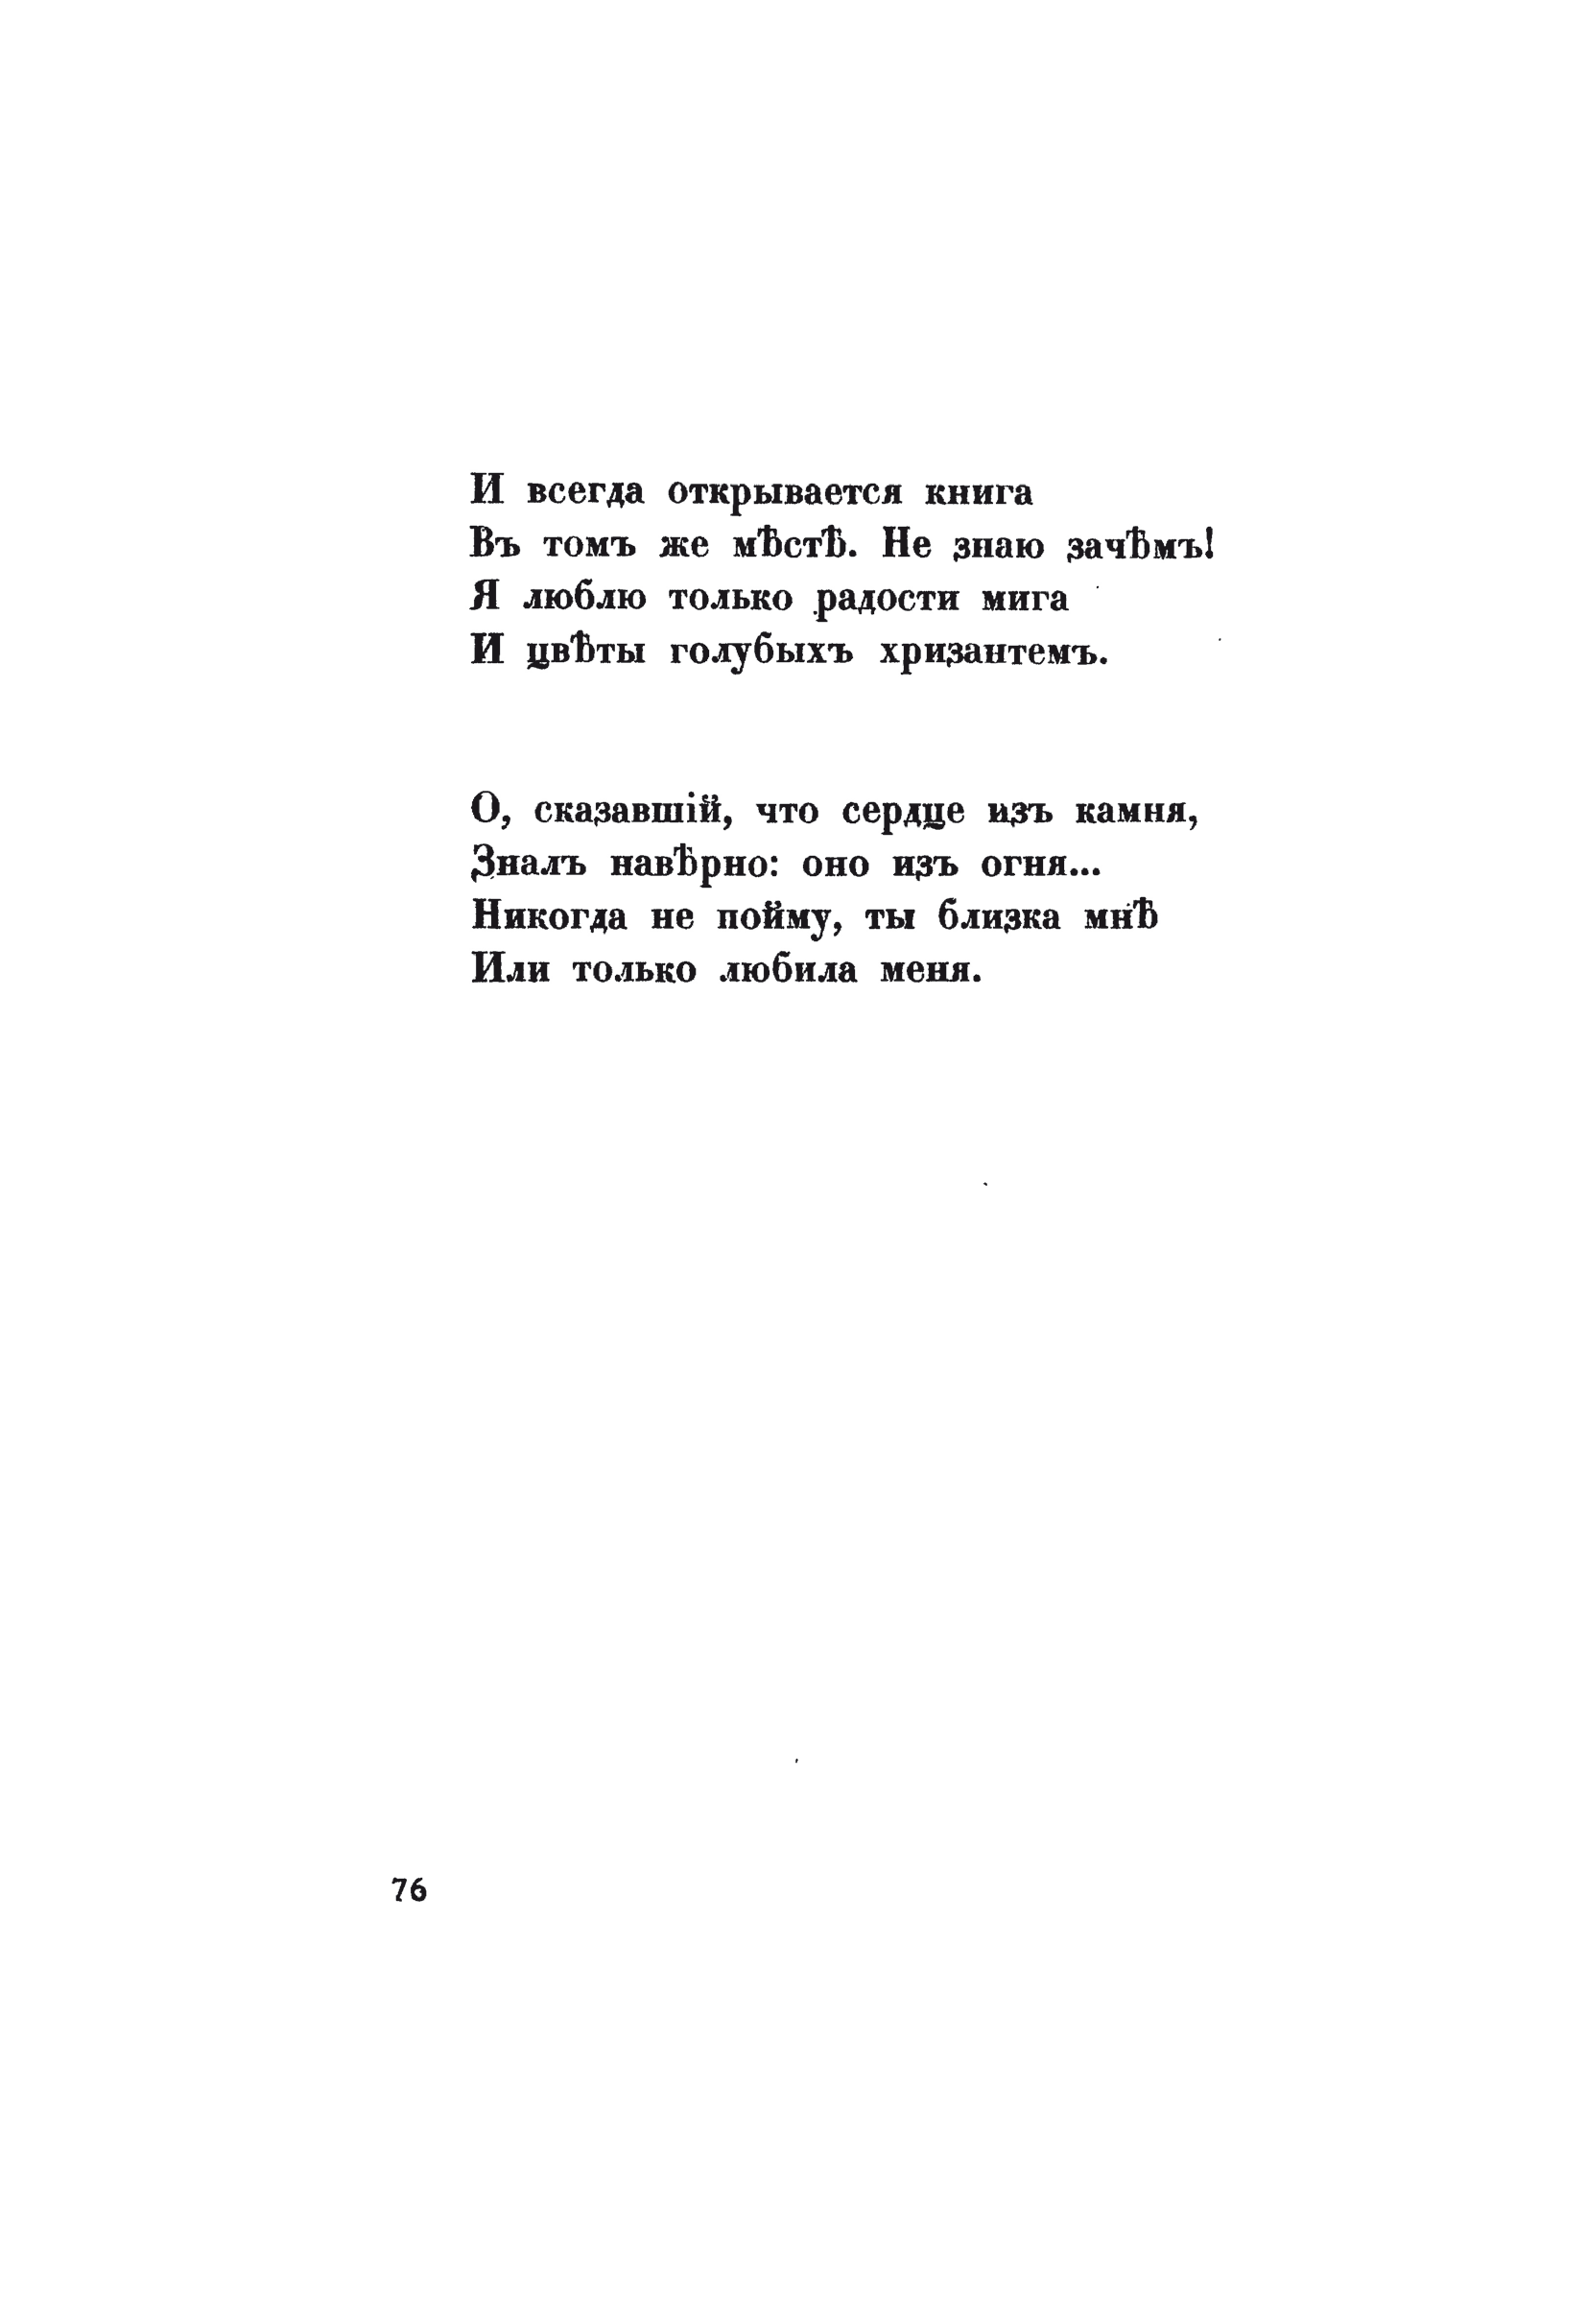 И всегда открывается книга
Въ томъ же мѣстѣ. Не знаю зачѣмъ!
Я люблю только радости мига
И цвѣты голубыхъ хризантемъ.
О, сказавшій, что сердце изъ камня,
Зналъ навѣрно: оно изъ огня...
Никогда не пойму, ты близка мнѣ
Или только любила меня.
76